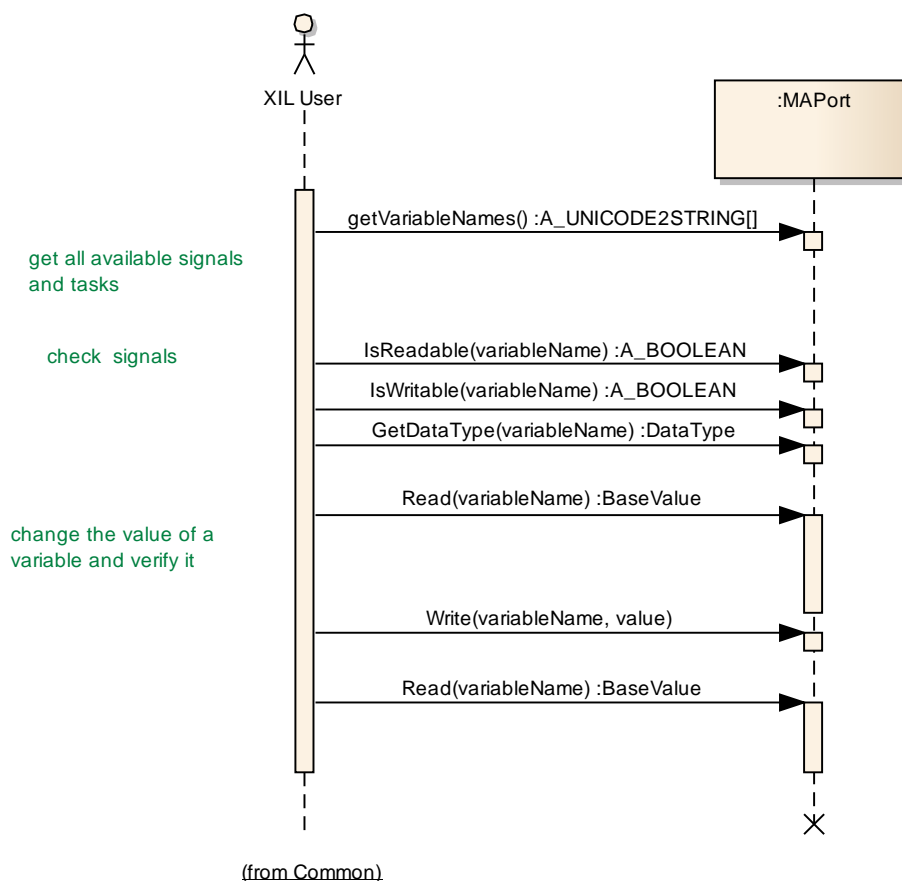 XIL User
:MAPort
getVariableNames() :A_UNICODE2STRING[]
get all available signals
and tasks
check signals
IsReadable(variableName) :A_BOOLEAN
IsWritable(variableName) :A_BOOLEAN
GetDataType(variableName) :DataType
Read(variableName) :BaseValue
change the value of a
variable and verify it
Write(variableName, value)
Read(variableName) :BaseValue
(from Common)